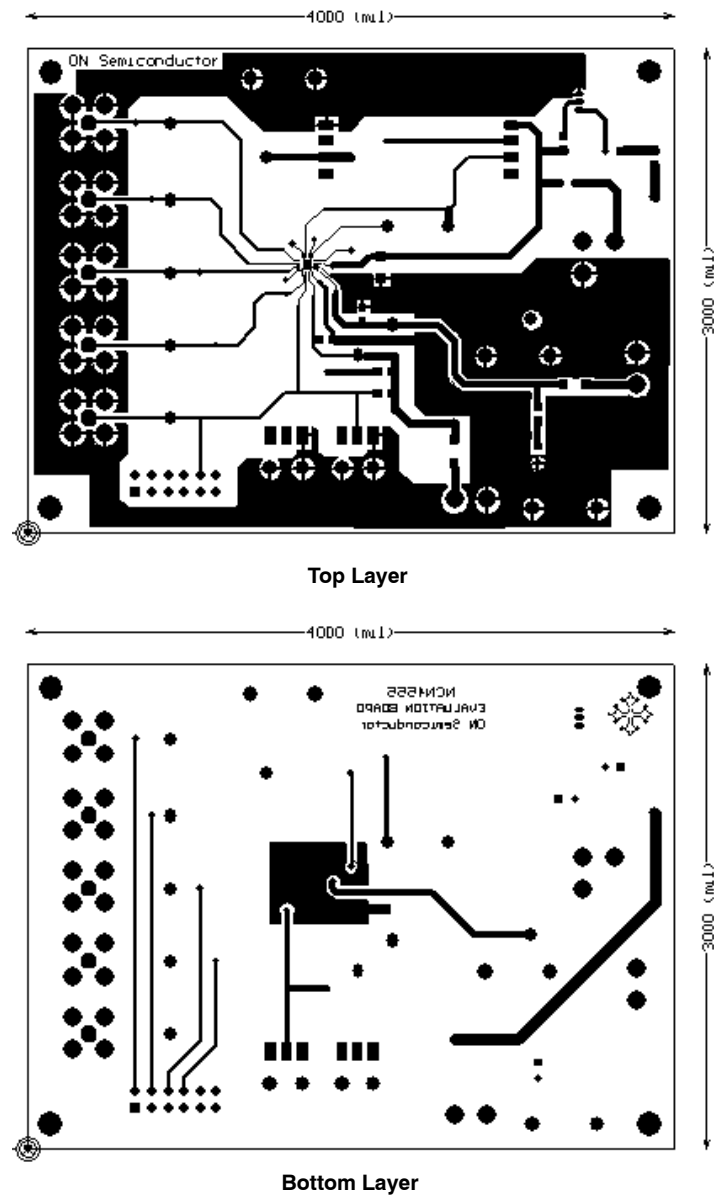 4000 (mil)
ON Semiconductor
3000 (mil)
Top Layer
4000 (mil)
NCN4555
EVALUATION BOARD
ON Semiconductor
3000 (mil)
Bottom Layer